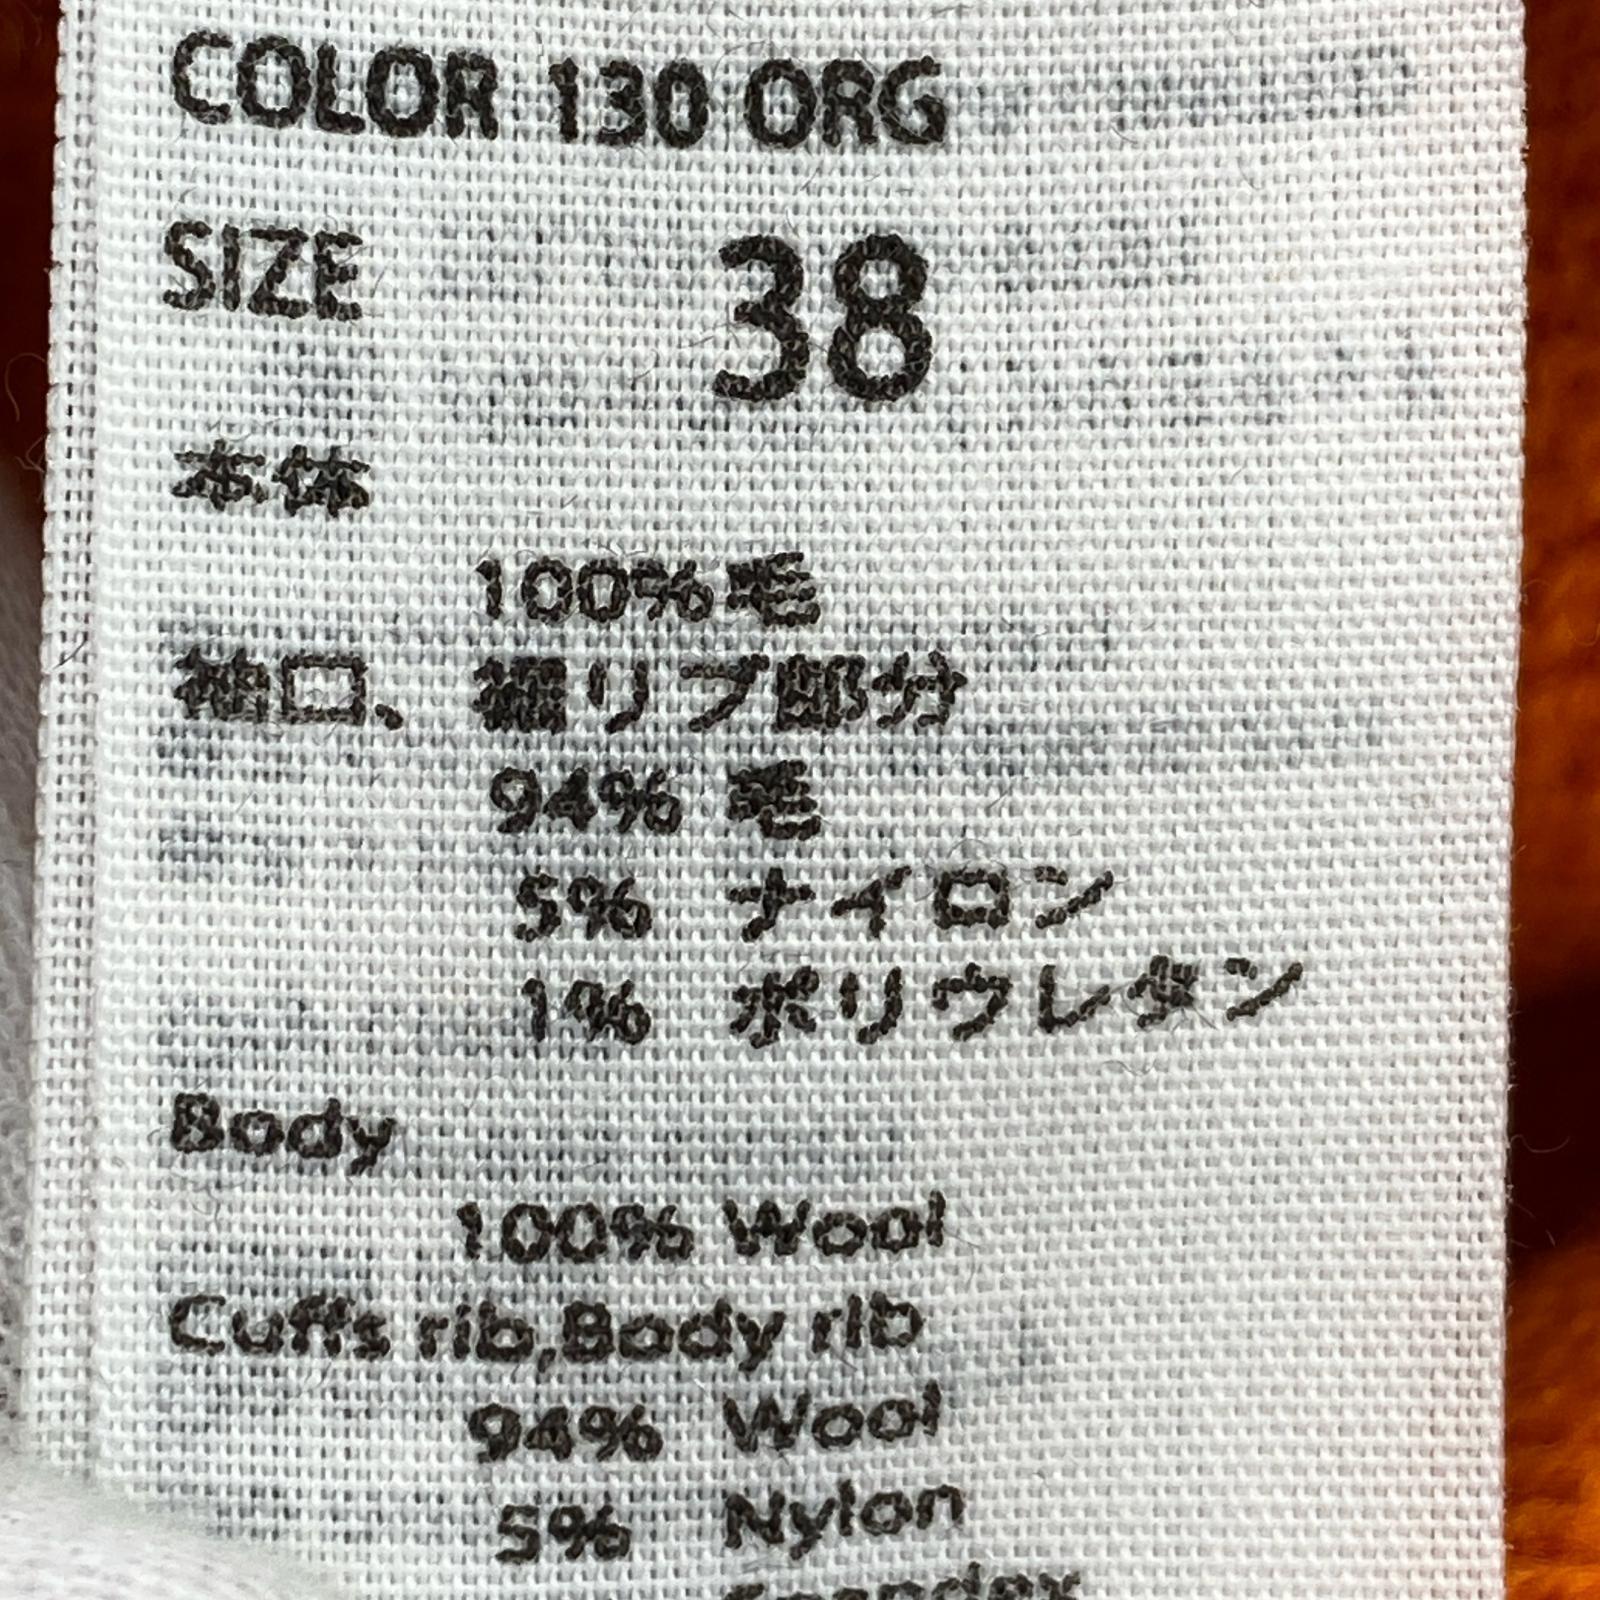 COLOR 130 ORG
SIZE 38
本体
100% 毛
袖口、裾リブ部分
94% 毛
5% ナイロン
1% ポリウレタン
Body
100% Wool
Cuffs rib,Body rib
94% Wool
5% Nylon
Spandex